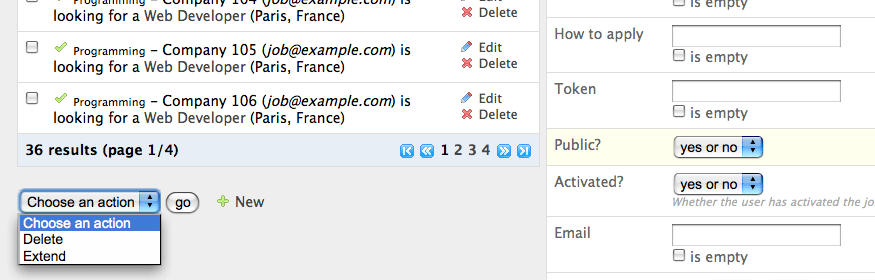 Programming – Company 104 (job@example.com) is
looking for a Web Developer (Paris, France)
Delete
Programming – Company 105 (job@example.com) is
looking for a Web Developer (Paris, France)
Edit
Delete
Programming – Company 106 (job@example.com) is
looking for a Web Developer (Paris, France)
Edit
Delete
36 results (page 1/4)
1 2 3 4
Choose an action
go
New
Choose an action
Delete
Extend
is empty
How to apply
is empty
Token
is empty
Public?
yes or no
Activated?
yes or no
Whether the user has activated the jo
Email
is empty